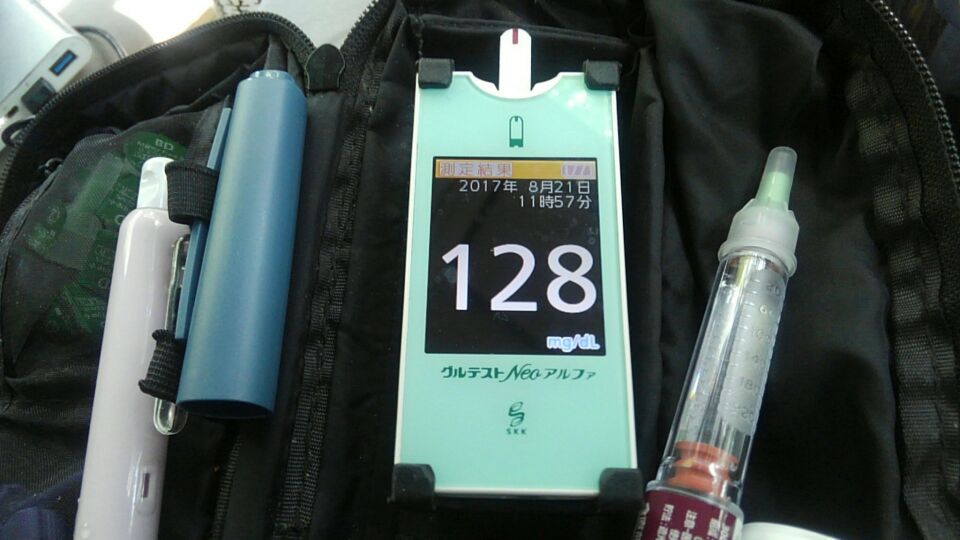 測定結果
2017年 8月21日
11時57分
128
mg/dL
グルテストNeoアルファ
SKK
BD